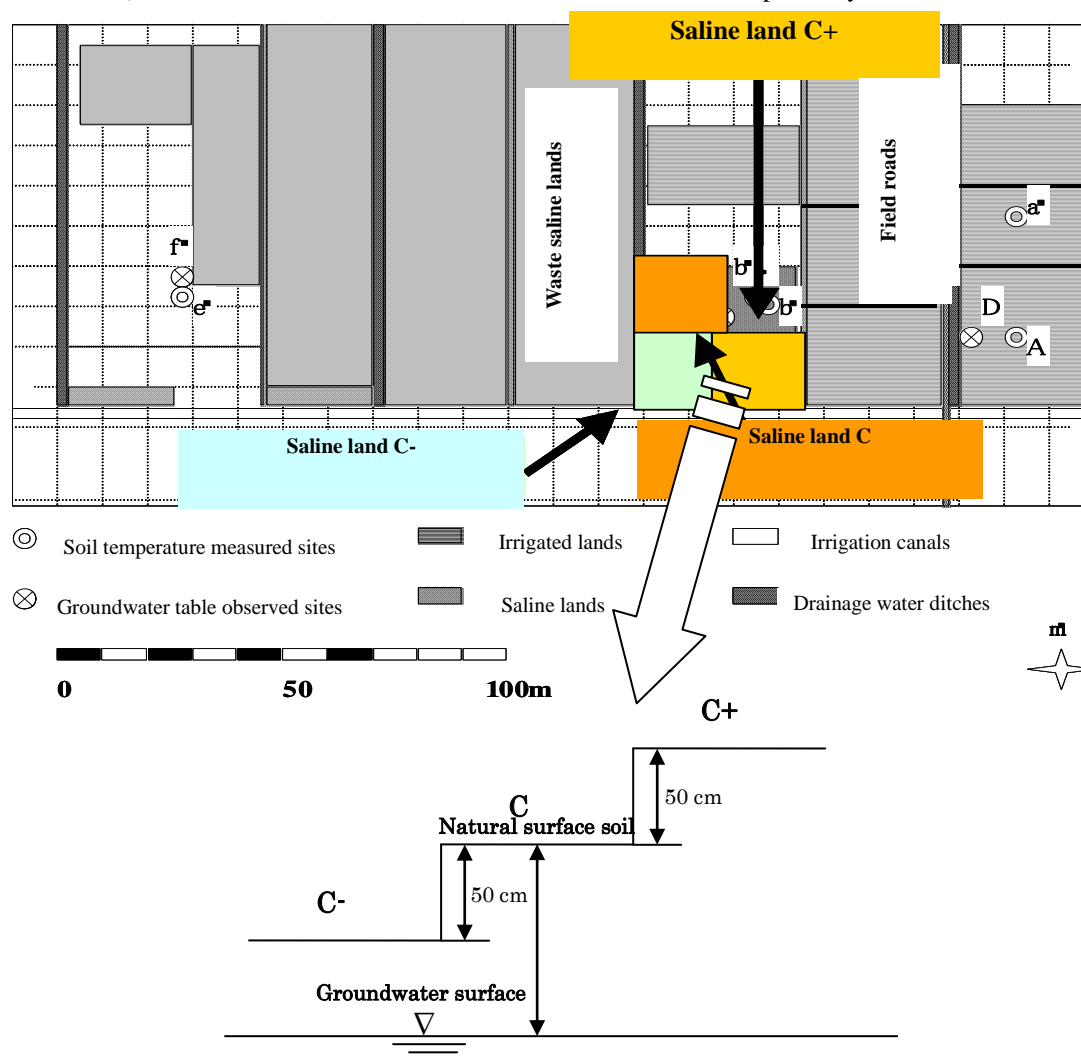 Saline land C+
Waste saline lands
Field roads
a
f
e
b
b
D
A
Saline land C-
Saline land C
Soil temperature measured sites
Irrigated lands
Irrigation canals
Groundwater table observed sites
Saline lands
Drainage water ditches
0
50
100m
C+
50 cm
C
Natural surface soil
50 cm
C-
Groundwater surface